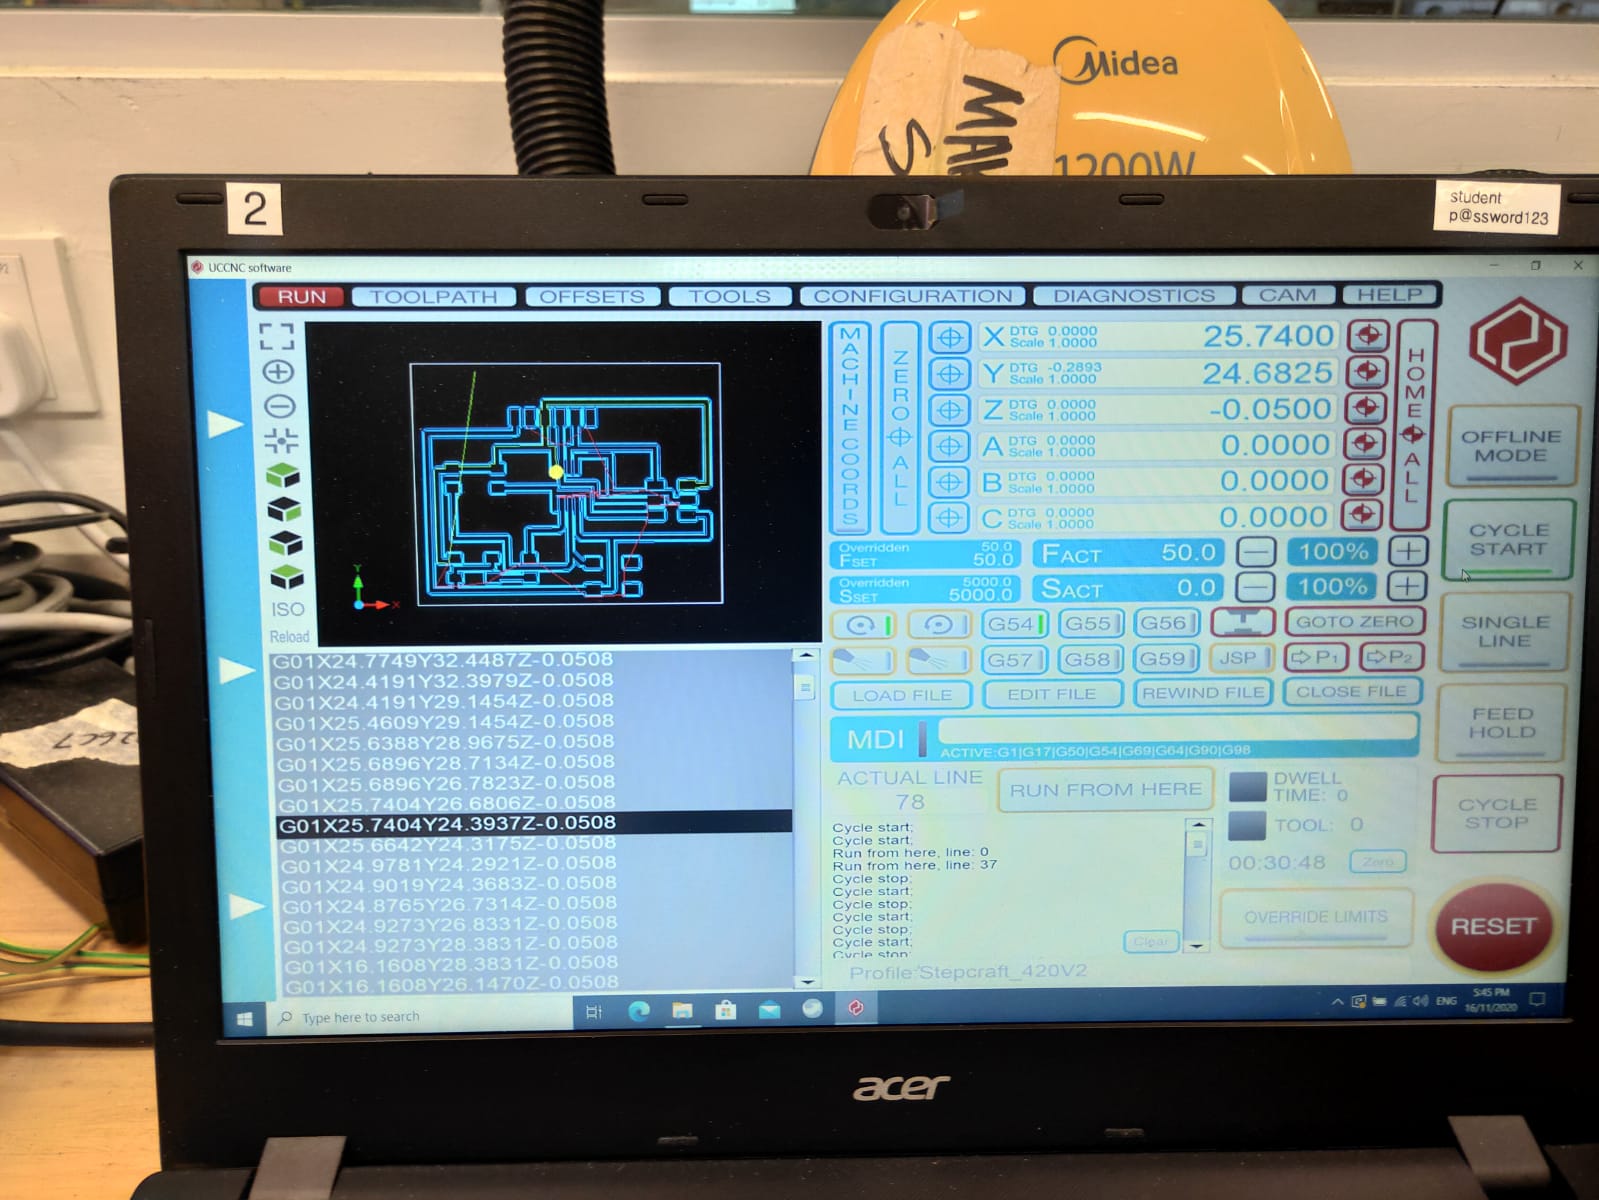 Midea
MAK
S
1200W
2
student
p@ssword123
UCCNC software
RUN TOOLPATH OFFSETS TOOLS CONFIGURATION DIAGNOSTICS CAM HELP
MACHINE COORDS
ZERO ALL
HOME ALL
X DTG 0.0000 Scale 1.0000 25.7400
Y DTG -0.2893 Scale 1.0000 24.6825
Z DTG 0.0000 Scale 1.0000 -0.0500
A DTG 0.0000 Scale 1.0000 0.0000
B DTG 0.0000 Scale 1.0000 0.0000
C DTG 0.0000 Scale 1.0000 0.0000
OFFLINE MODE
CYCLE START
SINGLE LINE
FEED HOLD
CYCLE STOP
RESET
Overridden 50.0
FSET 50.0
FACT 50.0
100%
Overridden 5000.0
SSET 5000.0
SACT 0.0
100%
G54 G55 G56 GOTO ZERO
G57 G58 G59 JSP P1 P2
LOAD FILE EDIT FILE REWIND FILE CLOSE FILE
MDI
ACTIVE:G1|G17|G50|G54|G69|G64|G90|G98
Y
X
ISO
Reload
G01X24.7749Y32.4487Z-0.0508
G01X24.4191Y32.3979Z-0.0508
G01X24.4191Y29.1454Z-0.0508
G01X25.4609Y29.1454Z-0.0508
G01X25.6388Y28.9675Z-0.0508
G01X25.6896Y28.7134Z-0.0508
G01X25.6896Y26.7823Z-0.0508
G01X25.7404Y26.6806Z-0.0508
G01X25.7404Y24.3937Z-0.0508
G01X25.6642Y24.3175Z-0.0508
G01X24.9781Y24.2921Z-0.0508
G01X24.9019Y24.3683Z-0.0508
G01X24.8765Y26.7314Z-0.0508
G01X24.9273Y26.8331Z-0.0508
G01X24.9273Y28.3831Z-0.0508
G01X16.1608Y28.3831Z-0.0508
G01X16.1608Y26.1470Z-0.0508
ACTUAL LINE
78
RUN FROM HERE
DWELL
TIME: 0
TOOL: 0
00:30:48 Zero
OVERRIDE LIMITS
Cycle start;
Cycle start;
Run from here, line: 0
Run from here, line: 37
Cycle stop;
Cycle start;
Cycle stop;
Cycle start;
Cycle stop;
Cycle start;
Cycle stop;
Clear
Profile:Stepcraft_420V2
Type here to search
ENG
5:45 PM
16/11/2020
acer